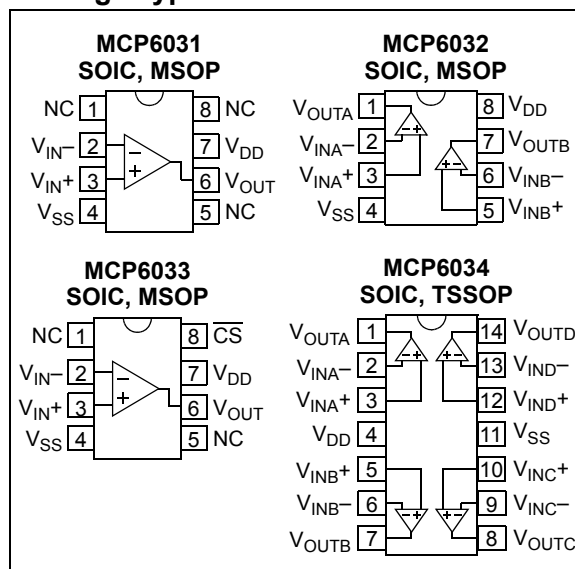 MCP6031
SOIC, MSOP
NC 1 8 NC
VIN– 2 7 VDD
VIN+ 3 6 VOUT
VSS 4 5 NC
– +
MCP6032
SOIC, MSOP
VOUTA 1 8 VDD
VINA– 2 7 VOUTB
VINA+ 3 6 VINB–
VSS 4 5 VINB+
- +
+ -
MCP6033
SOIC, MSOP
NC 1 8 CS
VIN– 2 7 VDD
VIN+ 3 6 VOUT
VSS 4 5 NC
– +
MCP6034
SOIC, TSSOP
VOUTA 1 14 VOUTD
VINA– 2 13 VIND–
VINA+ 3 12 VIND+
VDD 4 11 VSS
VINB+ 5 10 VINC+
VINB– 6 9 VINC–
VOUTB 7 8 VOUTC
- + + -
- + + -